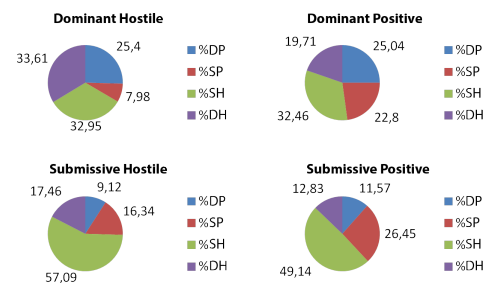 Dominant Hostile
25,4
7,98
32,95
33,61
%DP
%SP
%SH
%DH
Dominant Positive
25,04
22,8
32,46
19,71
%DP
%SP
%SH
%DH
Submissive Hostile
9,12
16,34
57,09
17,46
%DP
%SP
%SH
%DH
Submissive Positive
11,57
26,45
49,14
12,83
%DP
%SP
%SH
%DH